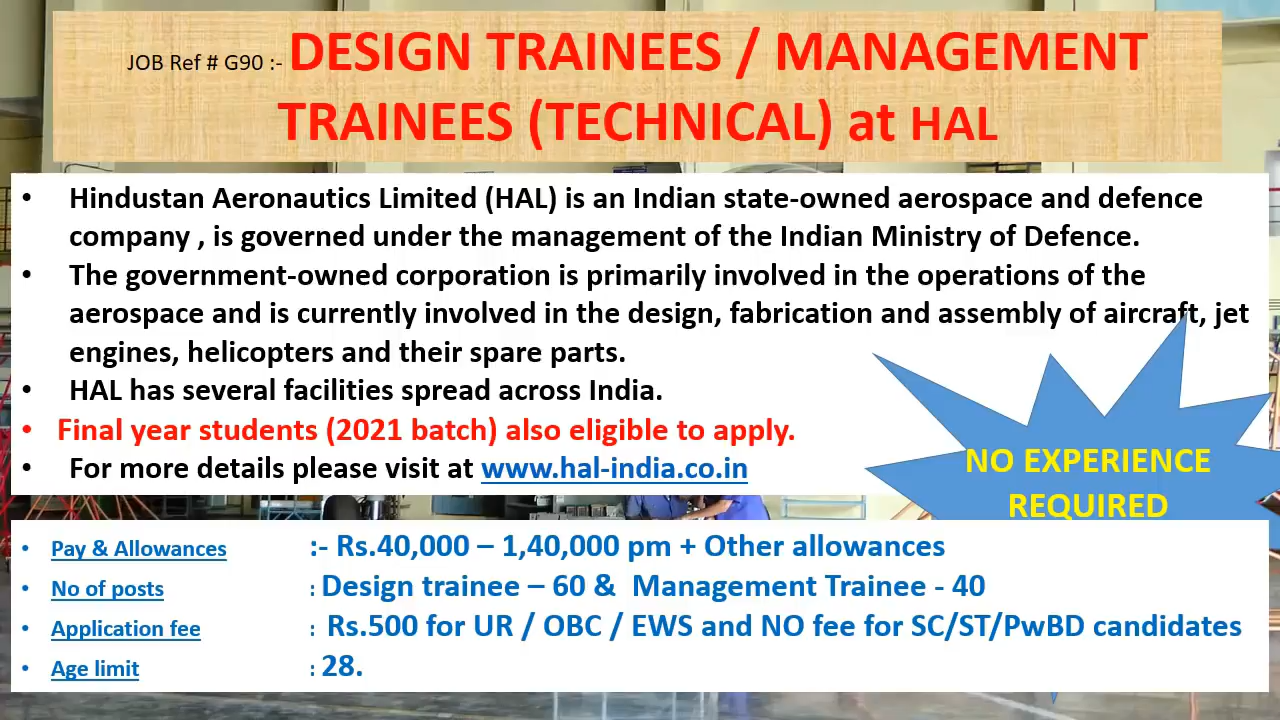 JOB Ref # G90 :- DESIGN TRAINEES / MANAGEMENT
TRAINEES (TECHNICAL) at HAL
• Hindustan Aeronautics Limited (HAL) is an Indian state-owned aerospace and defence
company , is governed under the management of the Indian Ministry of Defence.
• The government-owned corporation is primarily involved in the operations of the
aerospace and is currently involved in the design, fabrication and assembly of aircraft, jet
engines, helicopters and their spare parts.
• HAL has several facilities spread across India.
• Final year students (2021 batch) also eligible to apply.
• For more details please visit at www.hal-india.co.in
NO EXPERIENCE
REQUIRED
• Pay & Allowances :- Rs.40,000 – 1,40,000 pm + Other allowances
• No of posts : Design trainee – 60 & Management Trainee - 40
• Application fee : Rs.500 for UR / OBC / EWS and NO fee for SC/ST/PwBD candidates
• Age limit : 28.